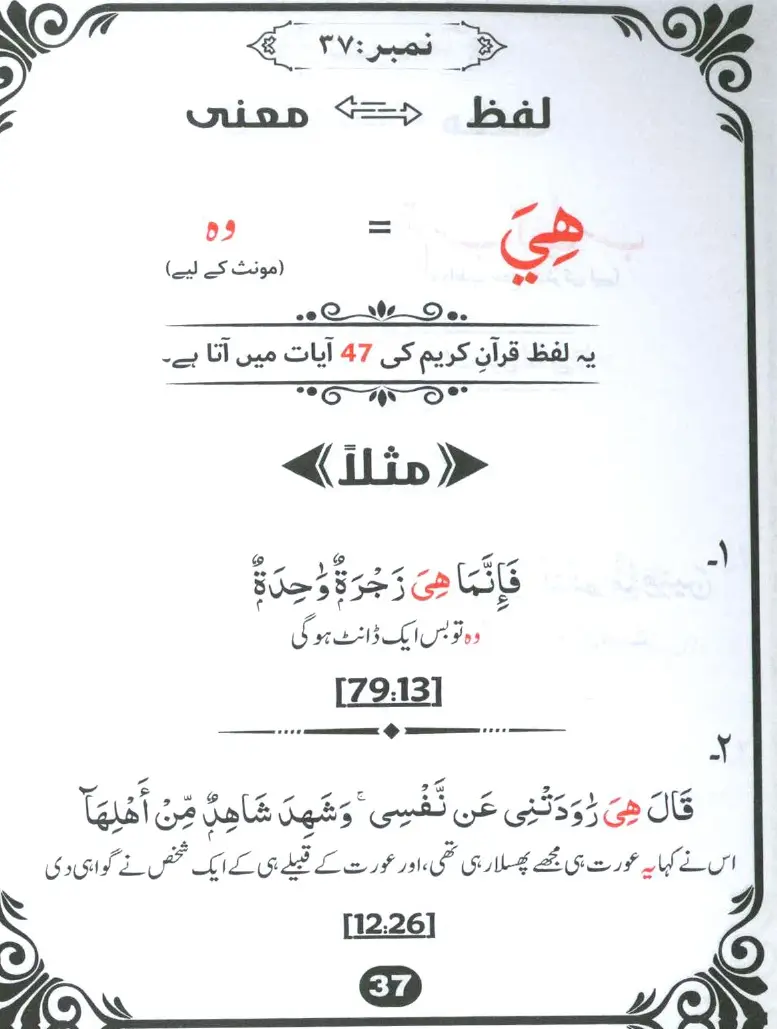 نمبر: ۳۷
لفظ معنی
هِيَ = وہ
(مونث کے لیے)
یہ لفظ قرآنِ کریم کی 47 آیات میں آتا ہے۔
مثلاً
۱۔
فَإِنَّمَا هِىَ زَجْرَةٌ وَٰحِدَةٌ
وہ تو بس ایک ڈانٹ ہوگی
[79:13]
۲۔
قَالَ هِىَ رَٰوَدَتْنِى عَن نَّفْسِى ۚ وَشَهِدَ شَاهِدٌ مِّنْ أَهْلِهَآ
اس نے کہا یہ عورت ہی مجھے پھسلا رہی تھی، اور عورت کے قبیلے ہی کے ایک شخص نے گواہی دی
[12:26]
37